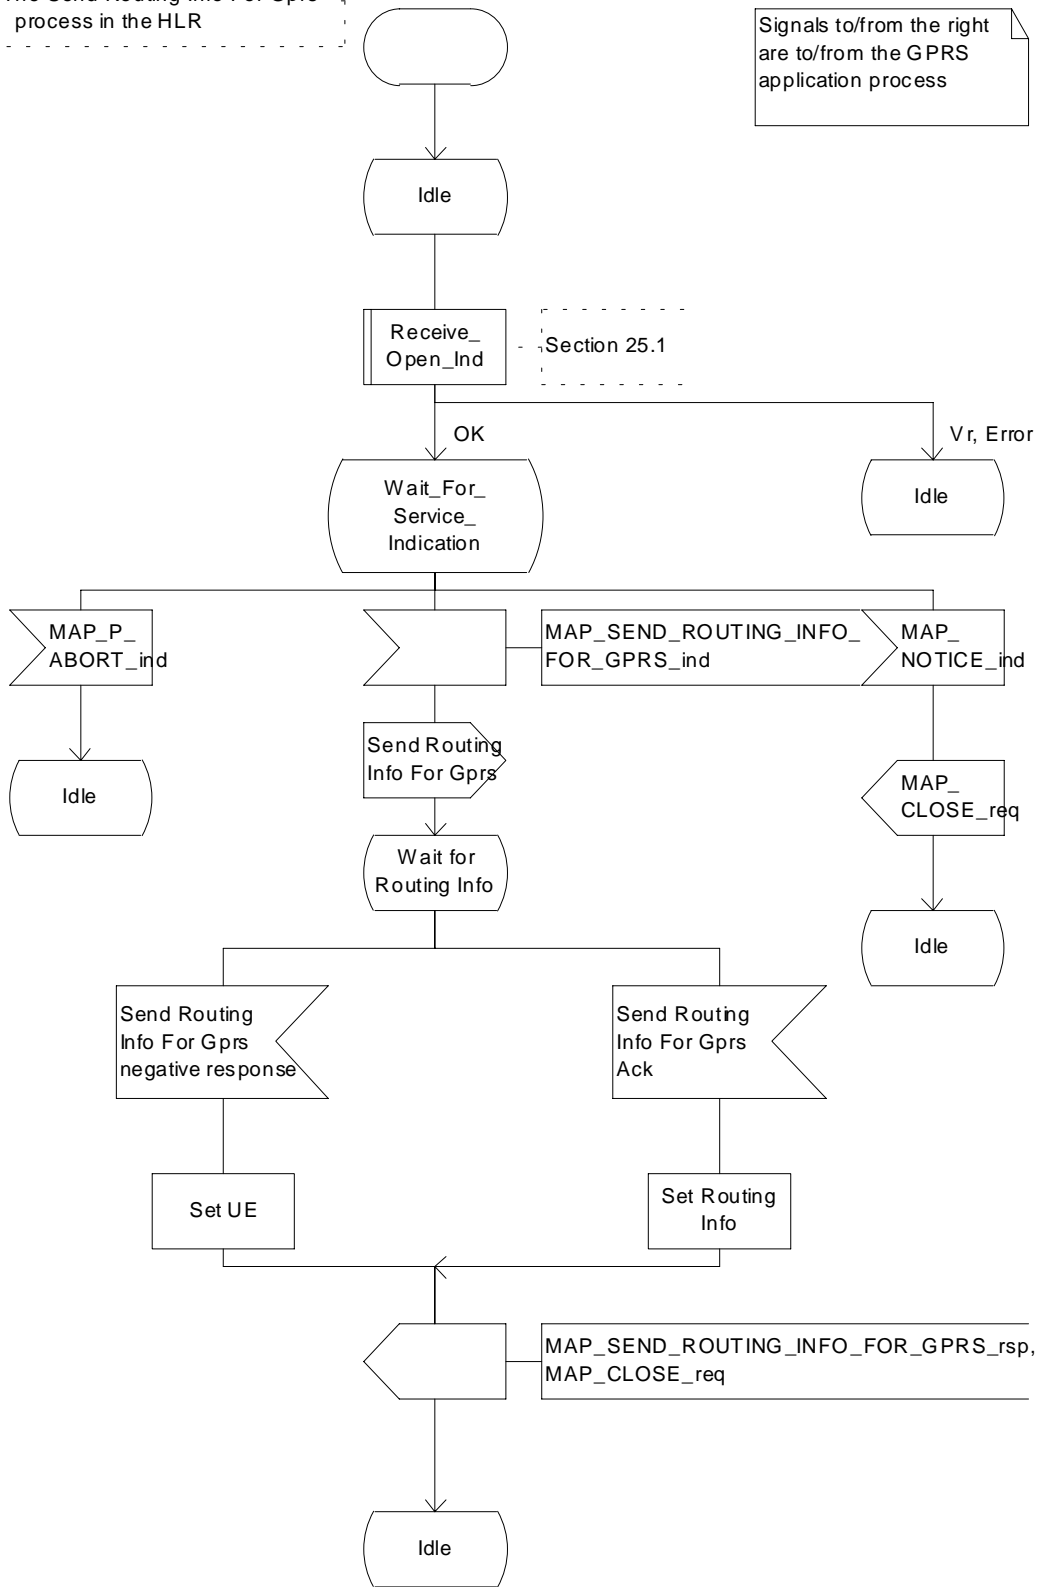 process in the HLR
Signals to/from the right
are to/from the GPRS
application process
Idle
Receive_
Open_Ind
Section 25.1
OK
Vr, Error
Wait_For_
Service_
Indication
Idle
MAP_P_
ABORT_ind
MAP_SEND_ROUTING_INFO_
FOR_GPRS_ind
MAP_
NOTICE_ind
Send Routing
Info For Gprs
Idle
MAP_
CLOSE_req
Wait for
Routing Info
Idle
Send Routing
Info For Gprs
negative response
Send Routing
Info For Gprs
Ack
Set UE
Set Routing
Info
MAP_SEND_ROUTING_INFO_FOR_GPRS_rsp,
MAP_CLOSE_req
Idle